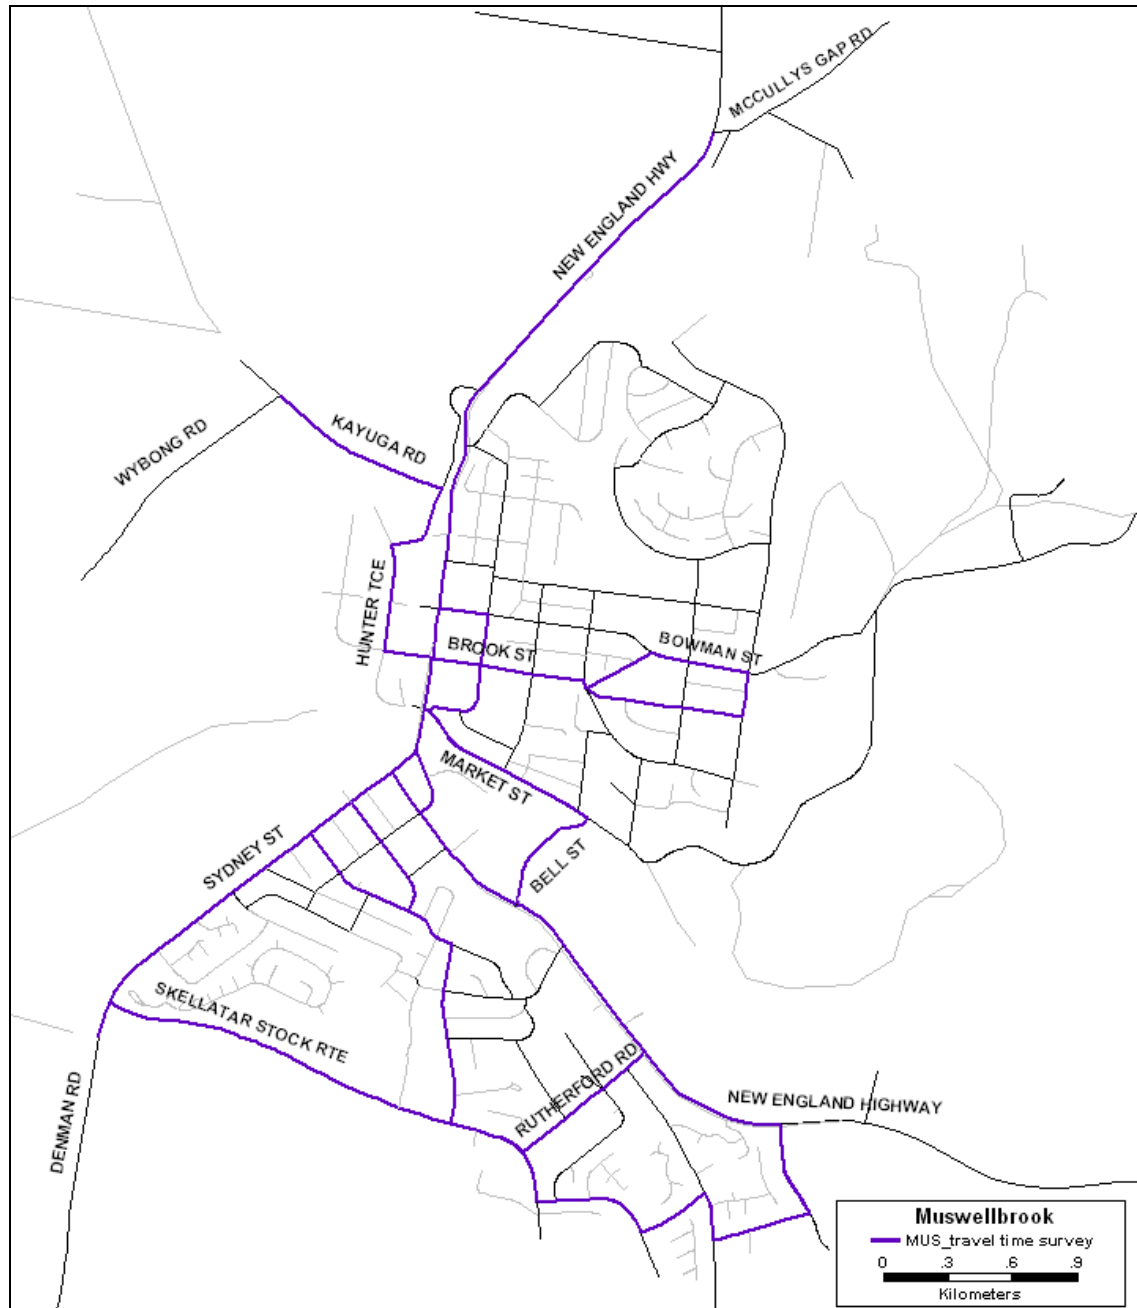 MCCULLYS GAP RD
NEW ENGLAND HWY
KAYUGA RD
WYBONG RD
HUNTER TCE
BROOK ST
BOWMAN ST
MARKET ST
SYDNEY ST
BELL ST
SKELLATAR STOCK RTE
RUTHERFORD RD
DENMAN RD
NEW ENGLAND HIGHWAY
Muswellbrook
MUS_travel time survey
0 .3 .6 .9
Kilometers